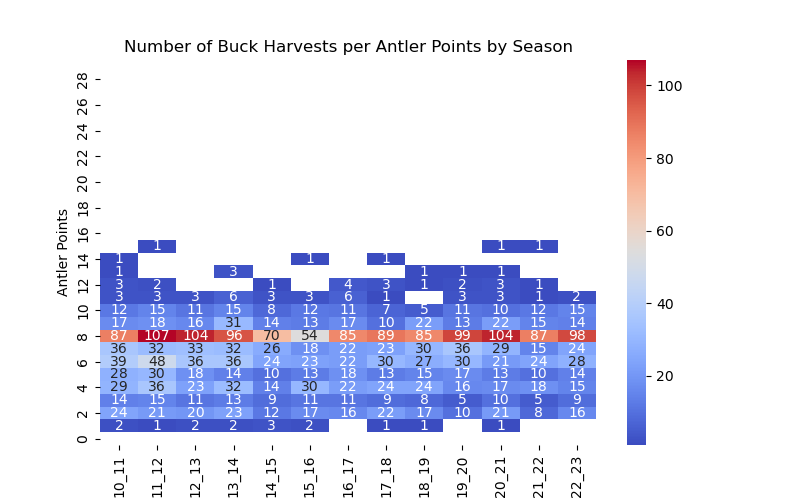 Number of Buck Harvests per Antler Points by Season
Antler Points
28
26
24
22
20
18
16
1 1 1
14 1 1 1
1 3 1 1 1
12 3 2 1 4 3 1 2 3 1
3 3 3 6 3 3 6 1 3 3 1 2
10 12 15 11 15 8 12 11 7 5 11 10 12 15
17 18 16 31 14 13 17 10 22 13 22 15 14
8 87 107 104 96 70 54 85 89 85 99 104 87 98
36 32 33 32 26 18 22 23 30 36 29 15 24
6 39 48 36 36 24 23 22 30 27 30 21 24 28
28 30 18 14 10 13 18 13 15 17 13 10 14
4 29 36 23 32 14 30 22 24 24 16 17 18 15
14 15 11 13 9 11 11 9 8 5 10 5 9
2 24 21 20 23 12 17 16 22 17 10 21 8 16
2 1 2 2 3 2 1 1 1
0
10_11 11_12 12_13 13_14 14_15 15_16 16_17 17_18 18_19 19_20 20_21 21_22 22_23
100
80
60
40
20